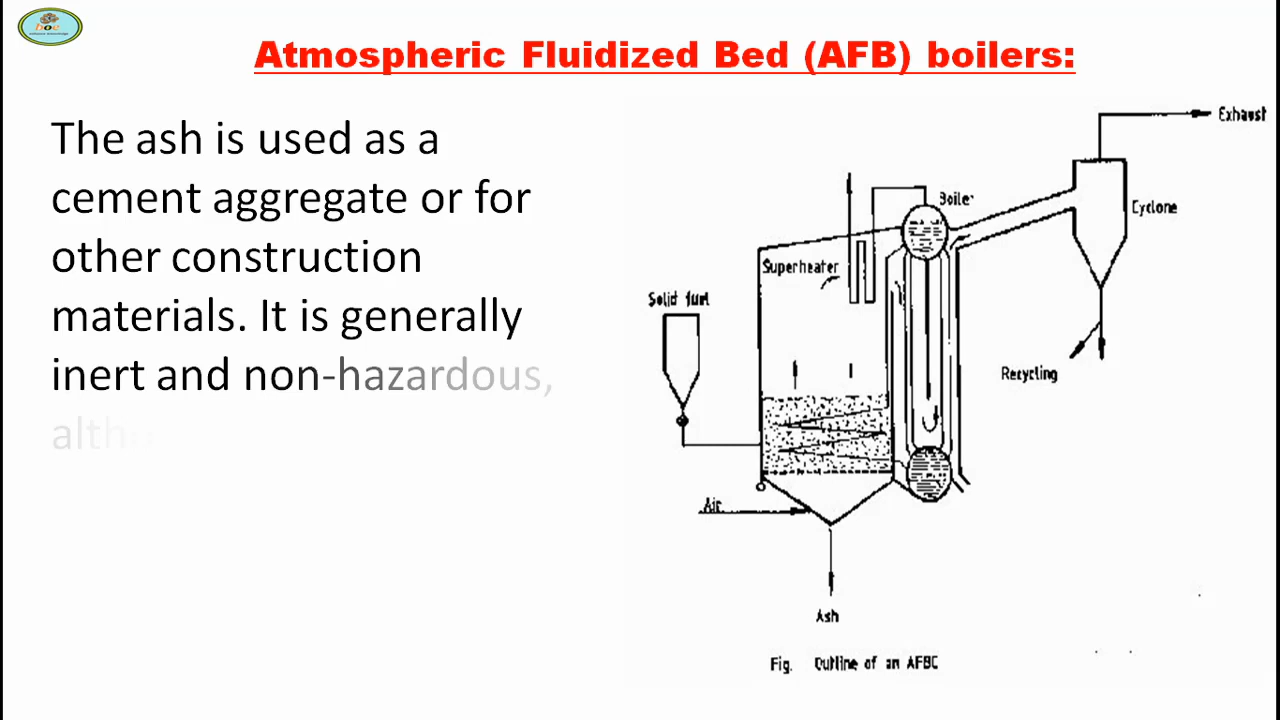 Atmospheric Fluidized Bed (AFB) boilers:
The ash is used as a
cement aggregate or for
other construction
materials. It is generally
inert and non-hazardous,
Exhaust
Boiler
Cyclone
Superheater
Solid fuel
Recycling
Air
Ash
Fig. Outline of an AFBC